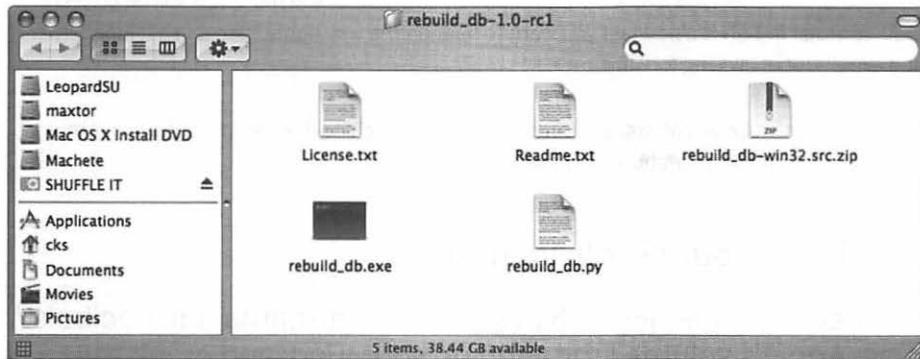 rebuild_db-1.0-rc1
LeopardSU
maxtor
Mac OS X Install DVD
Machete
SHUFFLE IT
Applications
cks
Documents
Movies
Pictures
License.txt
Readme.txt
ZIP
rebuild_db-win32.src.zip
rebuild_db.exe
rebuild_db.py
5 items, 38.44 GB available